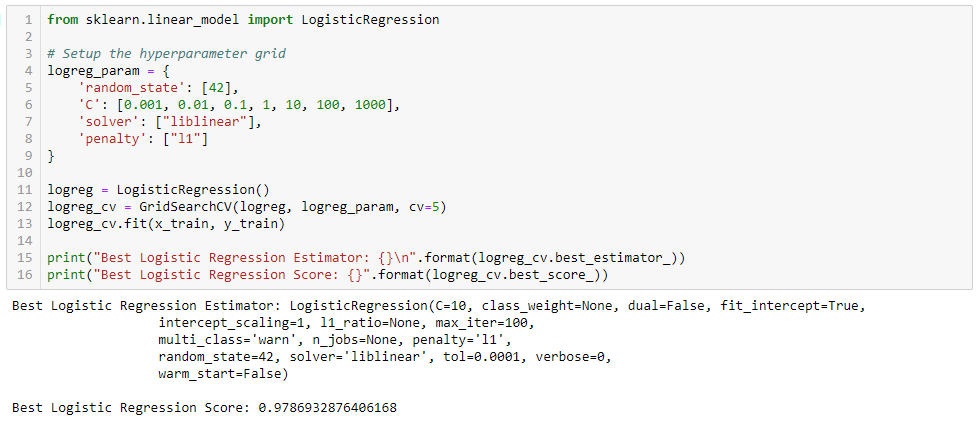 1 from sklearn.linear_model import LogisticRegression
2
3 # Setup the hyperparameter grid
4 logreg_param = {
5     'random_state': [42],
6     'C': [0.001, 0.01, 0.1, 1, 10, 100, 1000],
7     'solver': ["liblinear"],
8     'penalty': ["l1"]
9 }
10
11 logreg = LogisticRegression()
12 logreg_cv = GridSearchCV(logreg, logreg_param, cv=5)
13 logreg_cv.fit(x_train, y_train)
14
15 print("Best Logistic Regression Estimator: {}\n".format(logreg_cv.best_estimator_))
16 print("Best Logistic Regression Score: {}".format(logreg_cv.best_score_))
Best Logistic Regression Estimator: LogisticRegression(C=10, class_weight=None, dual=False, fit_intercept=True,
                   intercept_scaling=1, l1_ratio=None, max_iter=100,
                   multi_class='warn', n_jobs=None, penalty='l1',
                   random_state=42, solver='liblinear', tol=0.0001, verbose=0,
                   warm_start=False)
Best Logistic Regression Score: 0.9786932876406168